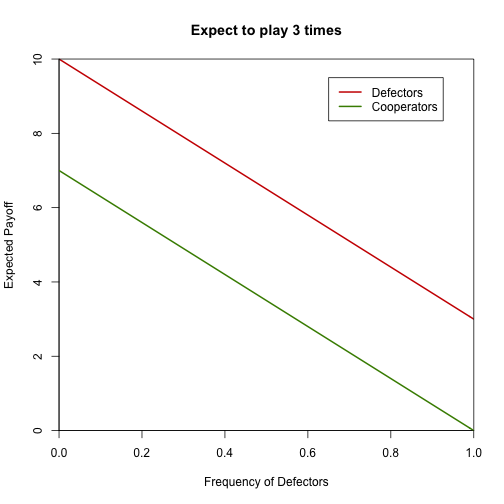 Expect to play 3 times
Defectors
Cooperators
Expected Payoff
10
8
6
4
2
0
0.0 0.2 0.4 0.6 0.8 1.0
Frequency of Defectors